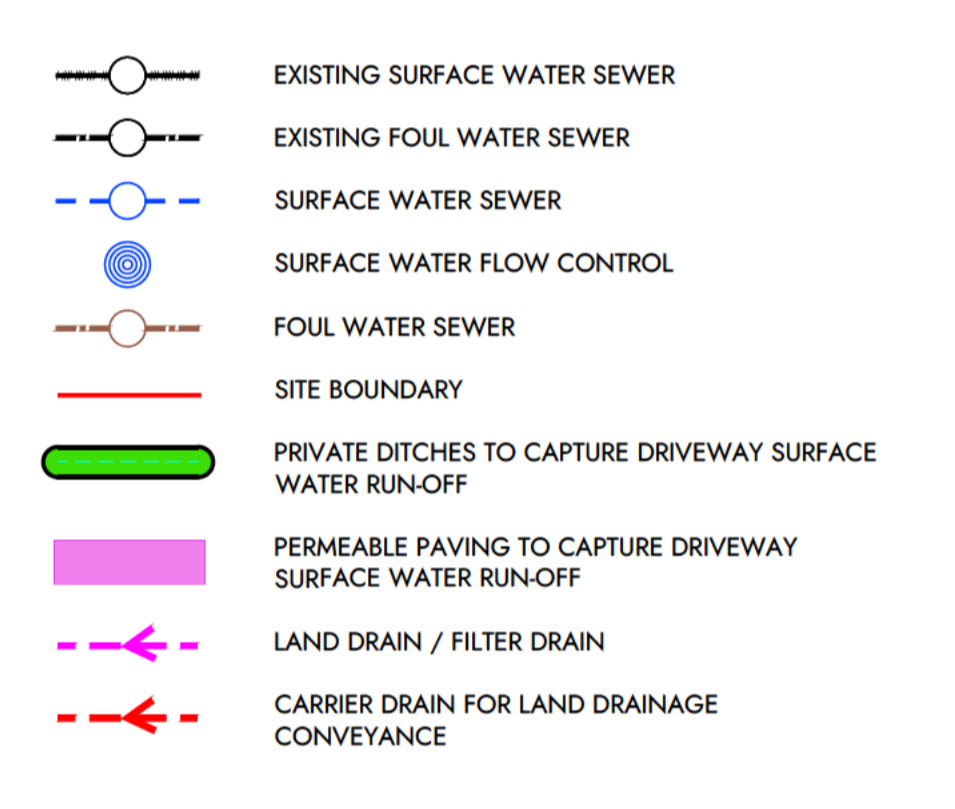 EXISTING SURFACE WATER SEWER
EXISTING FOUL WATER SEWER
SURFACE WATER SEWER
SURFACE WATER FLOW CONTROL
FOUL WATER SEWER
SITE BOUNDARY
PRIVATE DITCHES TO CAPTURE DRIVEWAY SURFACE
WATER RUN-OFF
PERMEABLE PAVING TO CAPTURE DRIVEWAY
SURFACE WATER RUN-OFF
LAND DRAIN / FILTER DRAIN
CARRIER DRAIN FOR LAND DRAINAGE
CONVEYANCE